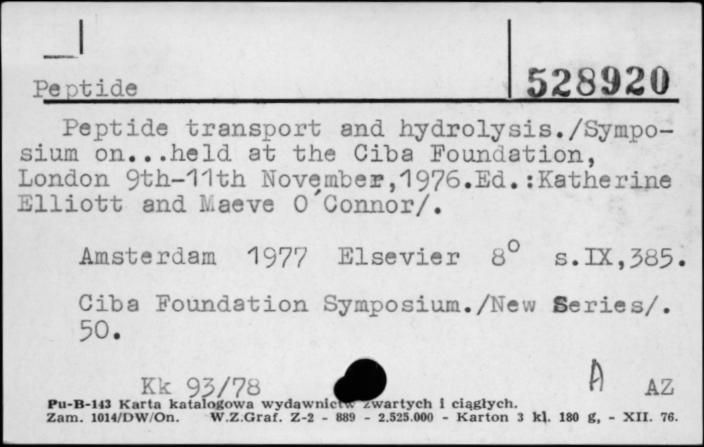 528920
Peptide
Peptide transport and hydrolysis./Sympo-
sium on...held at the Ciba Foundation,
London 9th-11th November,1976.Ed.:Katherine
Elliott and Maeve O'Connor/.
Amsterdam 1977 Elsevier 8° s.IX,385.
Ciba Foundation Symposium./New Series/.
50.
Kk 93/78 A AZ
Pu-B-143 Karta katalogowa wydawnictw zwartych i ciągłych.
Zam. 1014/DW/On. W.Z.Graf. Z-2 - 889 - 2.525.000 - Karton 3 kl. 180 g, - XII. 76.